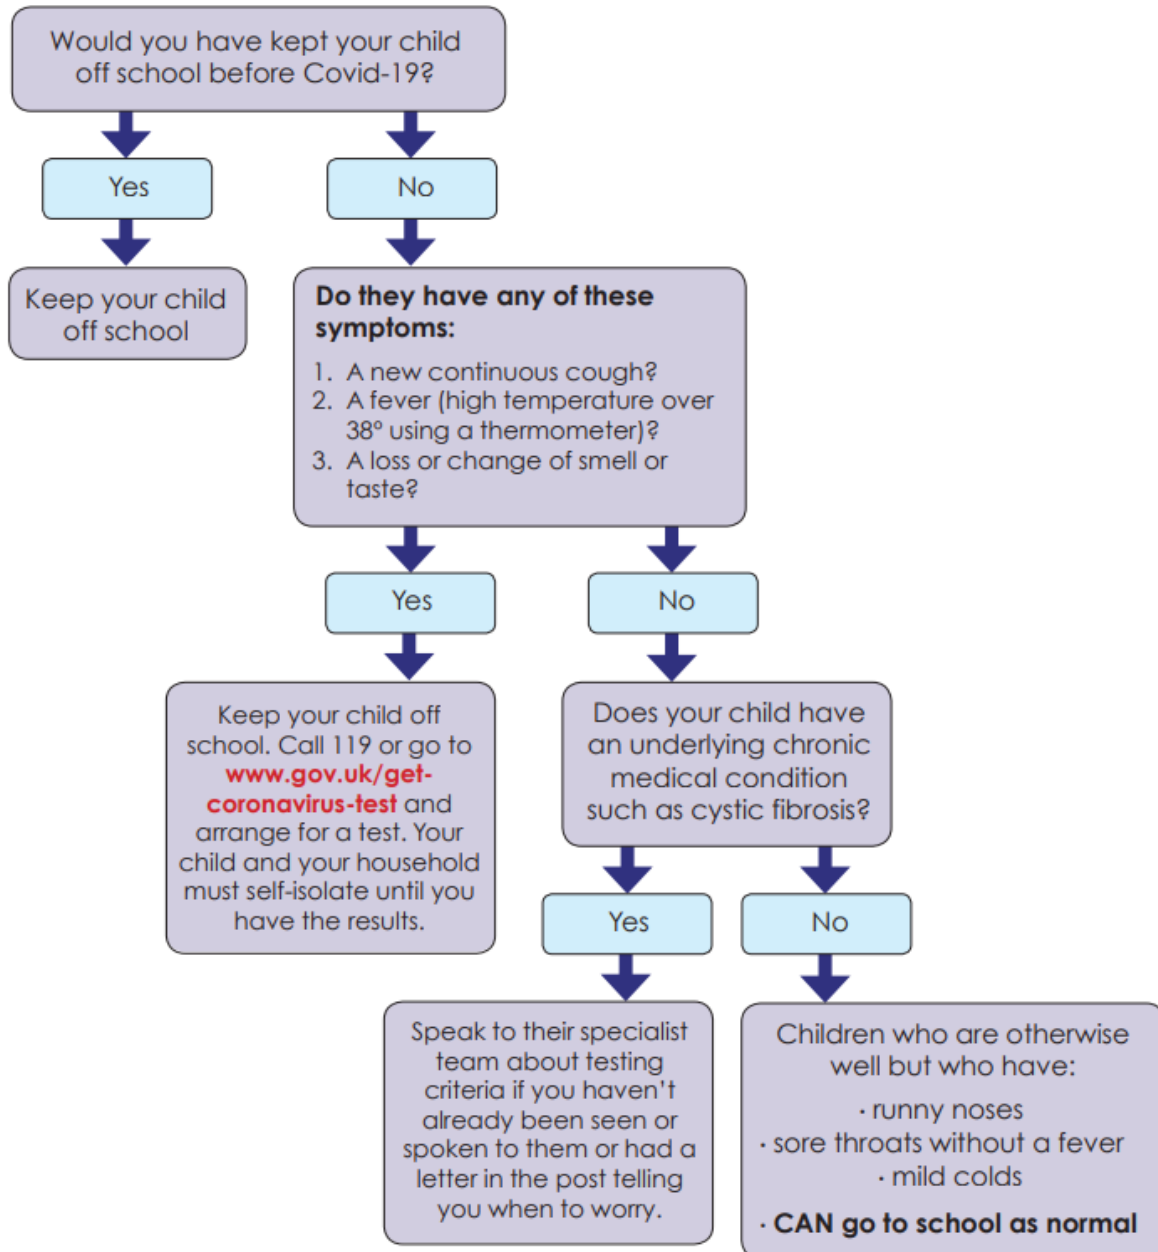 Would you have kept your child
off school before Covid-19?
Yes
No
Keep your child
off school
Do they have any of these
symptoms:
1. A new continuous cough?
2. A fever (high temperature over
38º using a thermometer)?
3. A loss or change of smell or
taste?
Yes
No
Keep your child off
school. Call 119 or go to
www.gov.uk/get-
coronavirus-test and
arrange for a test. Your
child and your household
must self-isolate until you
have the results.
Does your child have
an underlying chronic
medical condition
such as cystic fibrosis?
Yes
No
Speak to their specialist
team about testing
criteria if you haven’t
already been seen or
spoken to them or had a
letter in the post telling
you when to worry.
Children who are otherwise
well but who have:
· runny noses
· sore throats without a fever
· mild colds
· CAN go to school as normal